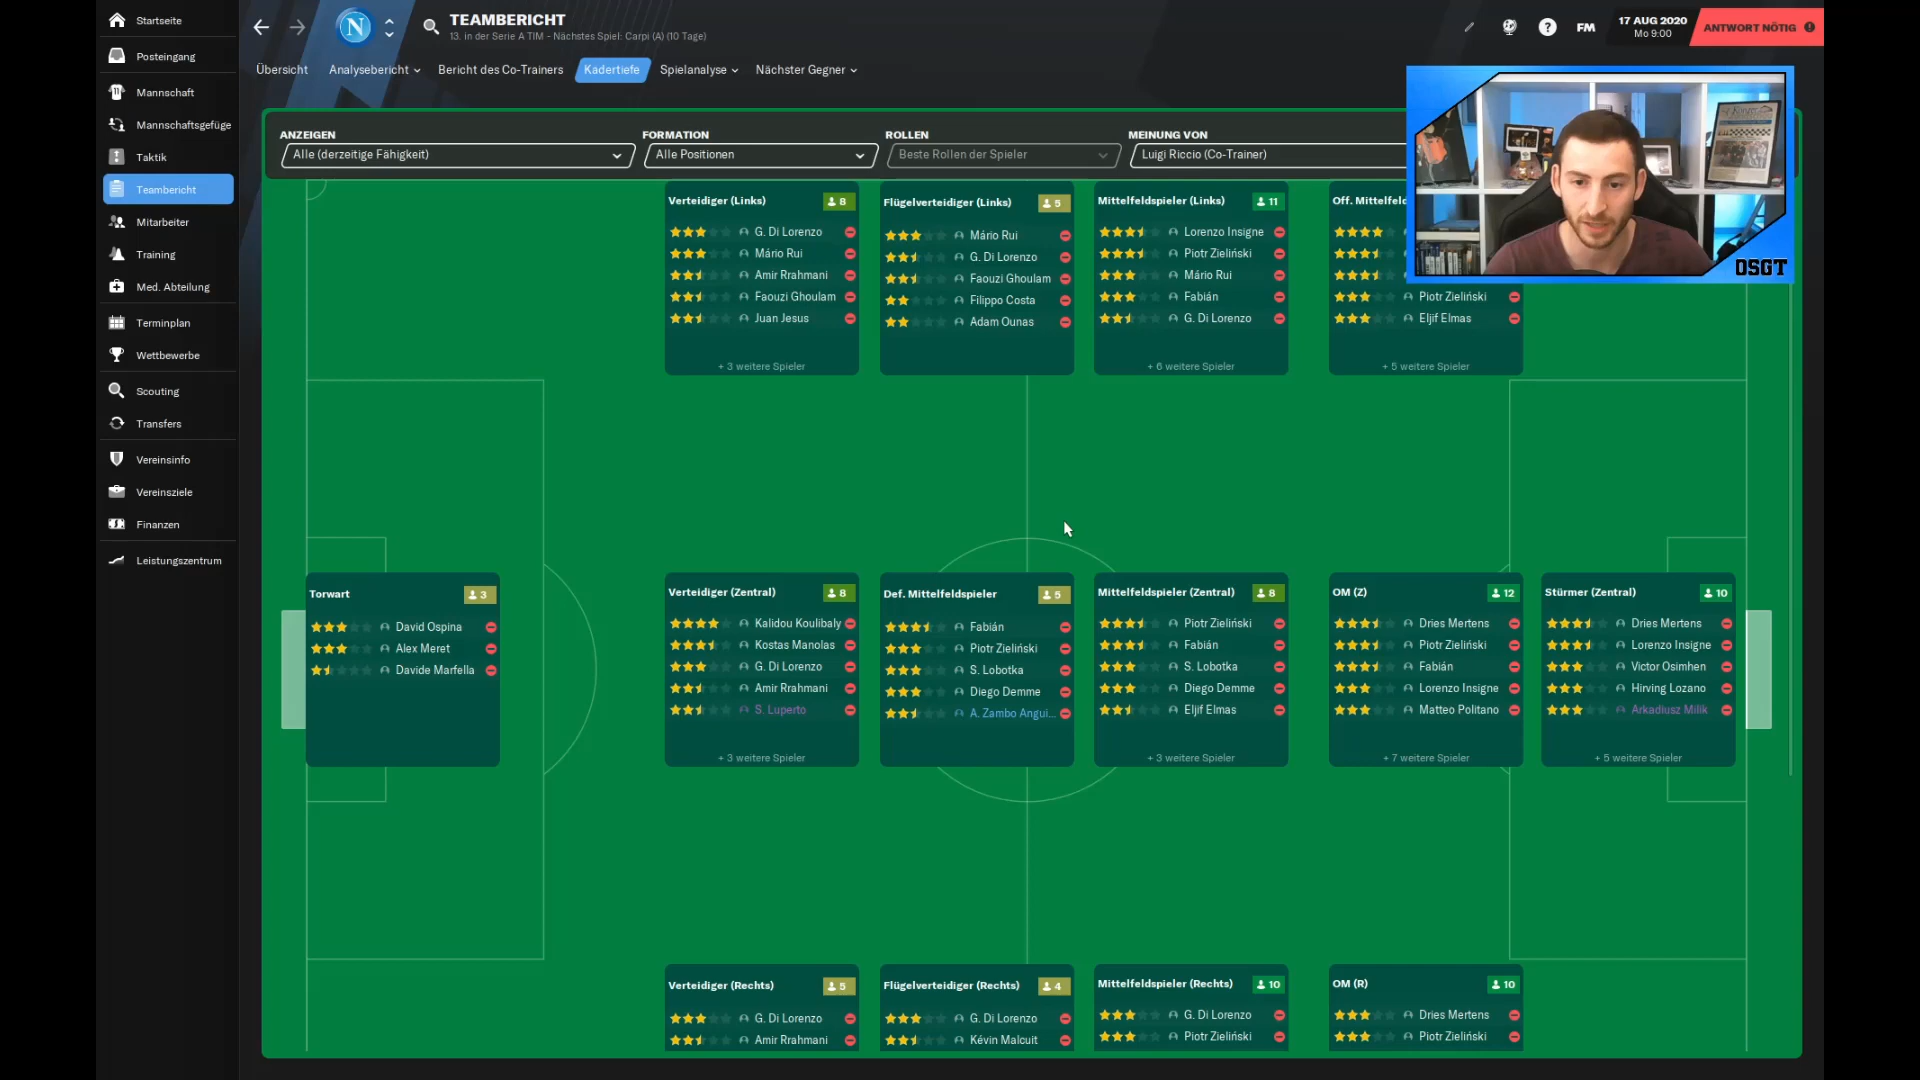 Startseite
Posteingang
Mannschaft
Mannschaftsgefüge
Taktik
Teambericht
Mitarbeiter
Training
Med. Abteilung
Terminplan
Wettbewerbe
Scouting
Transfers
Vereinsinfo
Vereinsziele
Finanzen
Leistungszentrum
N
TEAMBERICHT
13. in der Serie A TIM - Nächstes Spiel: Carpi (A) (10 Tage)
? FM
17 AUG 2020
Mo 9:00
ANTWORT NÖTIG
Übersicht Analysebericht Bericht des Co-Trainers Kadertiefe Spielanalyse Nächster Gegner
ANZEIGEN
Alle (derzeitige Fähigkeit)
FORMATION
Alle Positionen
ROLLEN
Beste Rollen der Spieler
MEINUNG VON
Luigi Riccio (Co-Trainer)
OSGT
Verteidiger (Links) 8
G. Di Lorenzo
Mário Rui
Amir Rrahmani
Faouzi Ghoulam
Juan Jesus
+ 3 weitere Spieler
Flügelverteidiger (Links) 5
Mário Rui
G. Di Lorenzo
Faouzi Ghoulam
Filippo Costa
Adam Ounas
Mittelfeldspieler (Links) 11
Lorenzo Insigne
Piotr Zieliński
Mário Rui
Fabián
G. Di Lorenzo
+ 6 weitere Spieler
Off. Mittelfeld
Piotr Zieliński
Eljif Elmas
+ 5 weitere Spieler
Torwart 3
David Ospina
Alex Meret
Davide Marfella
Verteidiger (Zentral) 8
Kalidou Koulibaly
Kostas Manolas
G. Di Lorenzo
Amir Rrahmani
S. Luperto
+ 3 weitere Spieler
Def. Mittelfeldspieler 5
Fabián
Piotr Zieliński
S. Lobotka
Diego Demme
A. Zambo Angui...
Mittelfeldspieler (Zentral) 8
Piotr Zieliński
Fabián
S. Lobotka
Diego Demme
Eljif Elmas
+ 3 weitere Spieler
OM (Z) 12
Dries Mertens
Piotr Zieliński
Fabián
Lorenzo Insigne
Matteo Politano
+ 7 weitere Spieler
Stürmer (Zentral) 10
Dries Mertens
Lorenzo Insigne
Victor Osimhen
Hirving Lozano
Arkadiusz Milik
+ 5 weitere Spieler
Verteidiger (Rechts) 5
G. Di Lorenzo
Amir Rrahmani
Flügelverteidiger (Rechts) 4
G. Di Lorenzo
Kévin Malcuit
Mittelfeldspieler (Rechts) 10
G. Di Lorenzo
Piotr Zieliński
OM (R) 10
Dries Mertens
Piotr Zieliński